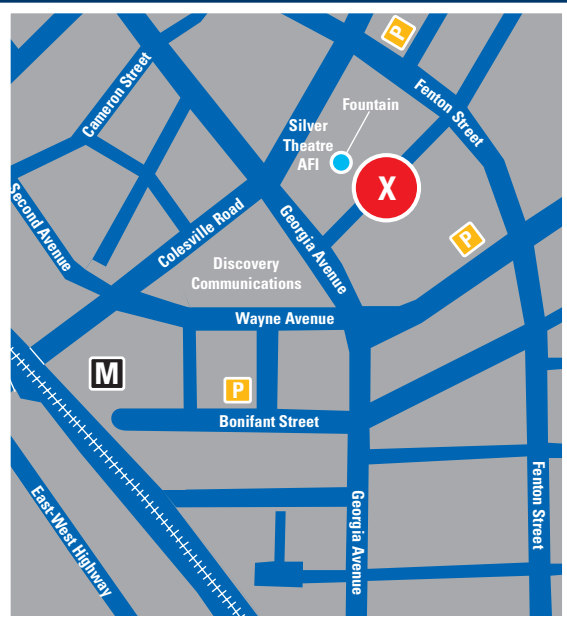 P
Cameron Street
Fenton Street
Fountain
Silver
Theatre
AFI
X
Second Avenue
Colesville Road
Georgia Avenue
P
Discovery
Communications
Wayne Avenue
M
P
Bonifant Street
East-West Highway
Georgia Avenue
Fenton Street